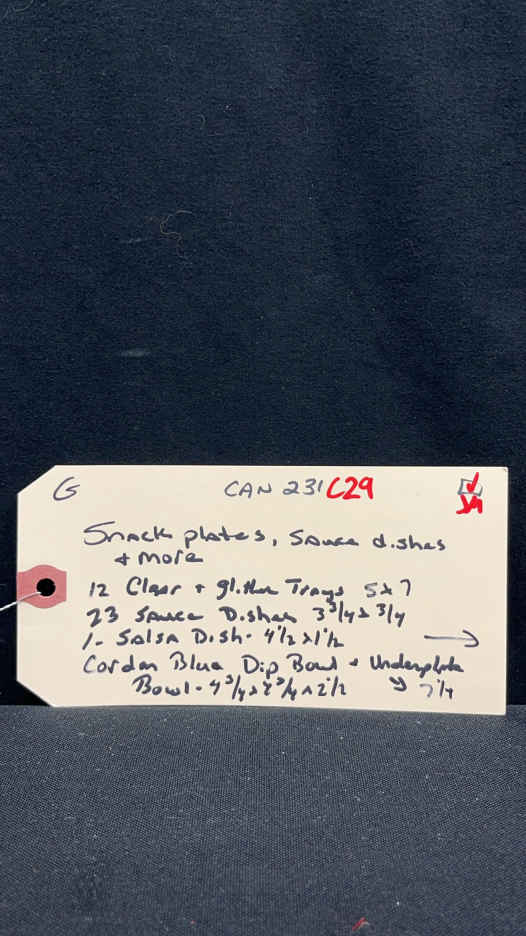 G CAN 231 C29
Snack plates, Sauce dishes
+ more
12 Clear + glitter Trays 5x7
23 Sauce Dishes 3 3/4 x 3/4
1- Salsa Dish- 4 1/2 x 1 1/2 →
Cordon Blue Dip Bowl + Underplate
Bowl - 4 3/4 x 2 3/4 x 2 1/2 7 1/4